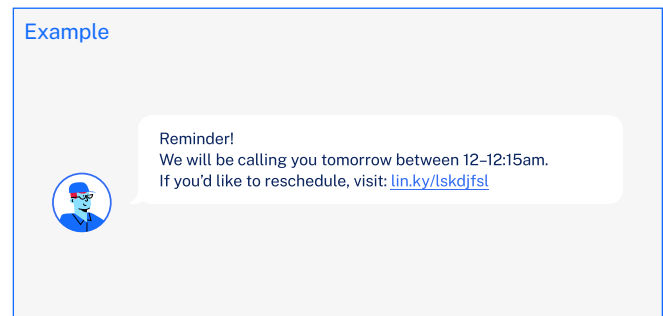 Example
Reminder!
We will be calling you tomorrow between 12–12:15am.
If you’d like to reschedule, visit: lin.ky/lskdjfsl